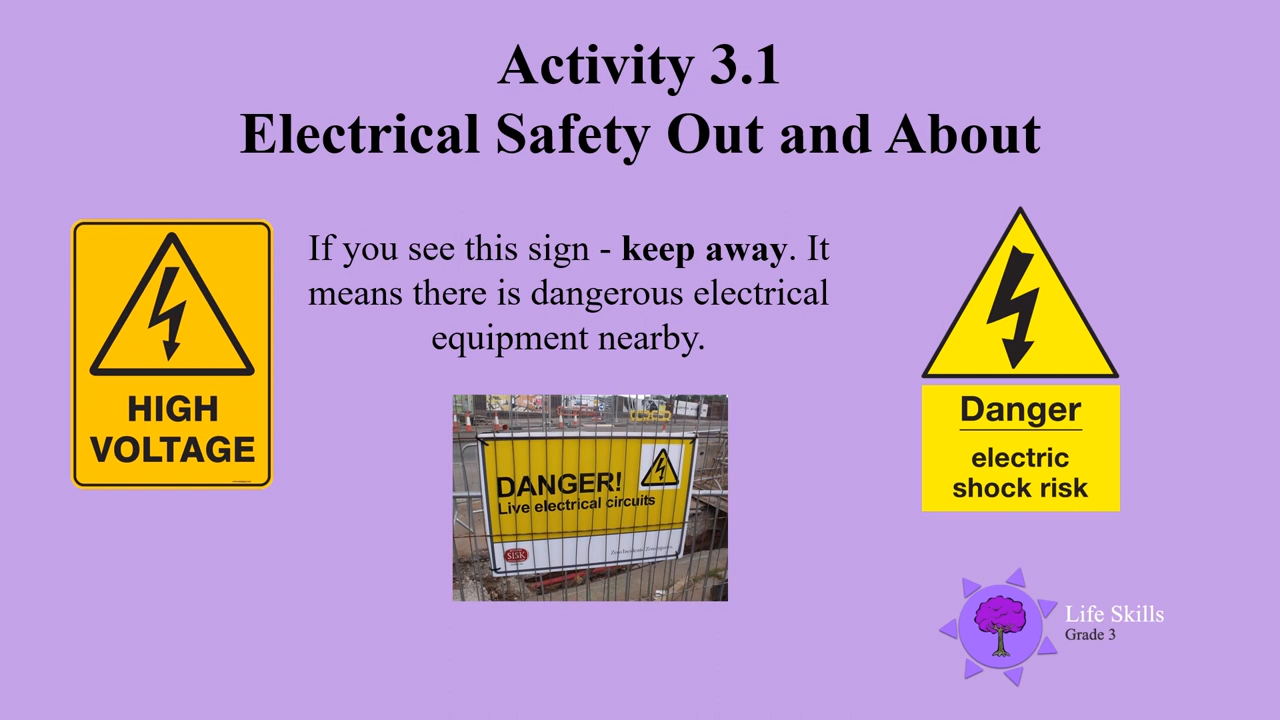 Activity 3.1
Electrical Safety Out and About
If you see this sign - keep away. It
means there is dangerous electrical
equipment nearby.
HIGH
VOLTAGE
DANGER!
Live electrical circuits
SISK
Danger
electric
shock risk
Life Skills
Grade 3